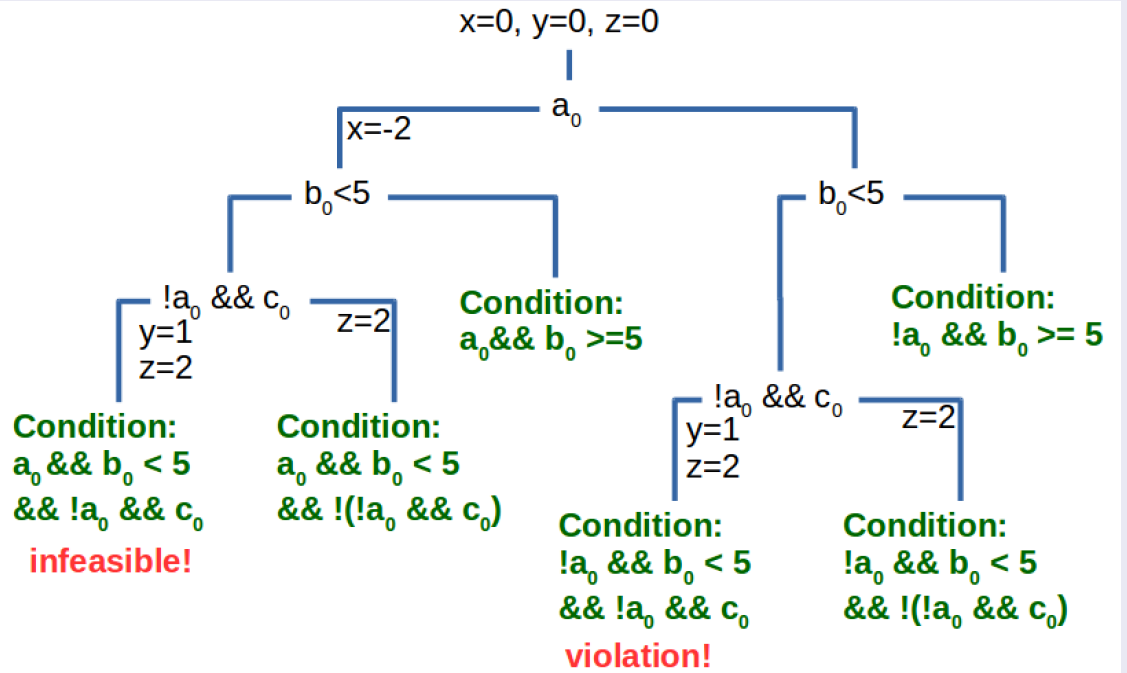 x=0, y=0, z=0
a₀
x=-2
b₀<5
b₀<5
!a₀ && c₀
y=1
z=2
z=2
Condition:
a₀&& b₀ >=5
Condition:
!a₀ && b₀ >= 5
!a₀ && c₀
y=1
z=2
z=2
Condition:
a₀ && b₀ < 5
&& !a₀ && c₀
infeasible!
Condition:
a₀ && b₀ < 5
&& !(!a₀ && c₀)
Condition:
!a₀ && b₀ < 5
&& !a₀ && c₀
violation!
Condition:
!a₀ && b₀ < 5
&& !(!a₀ && c₀)